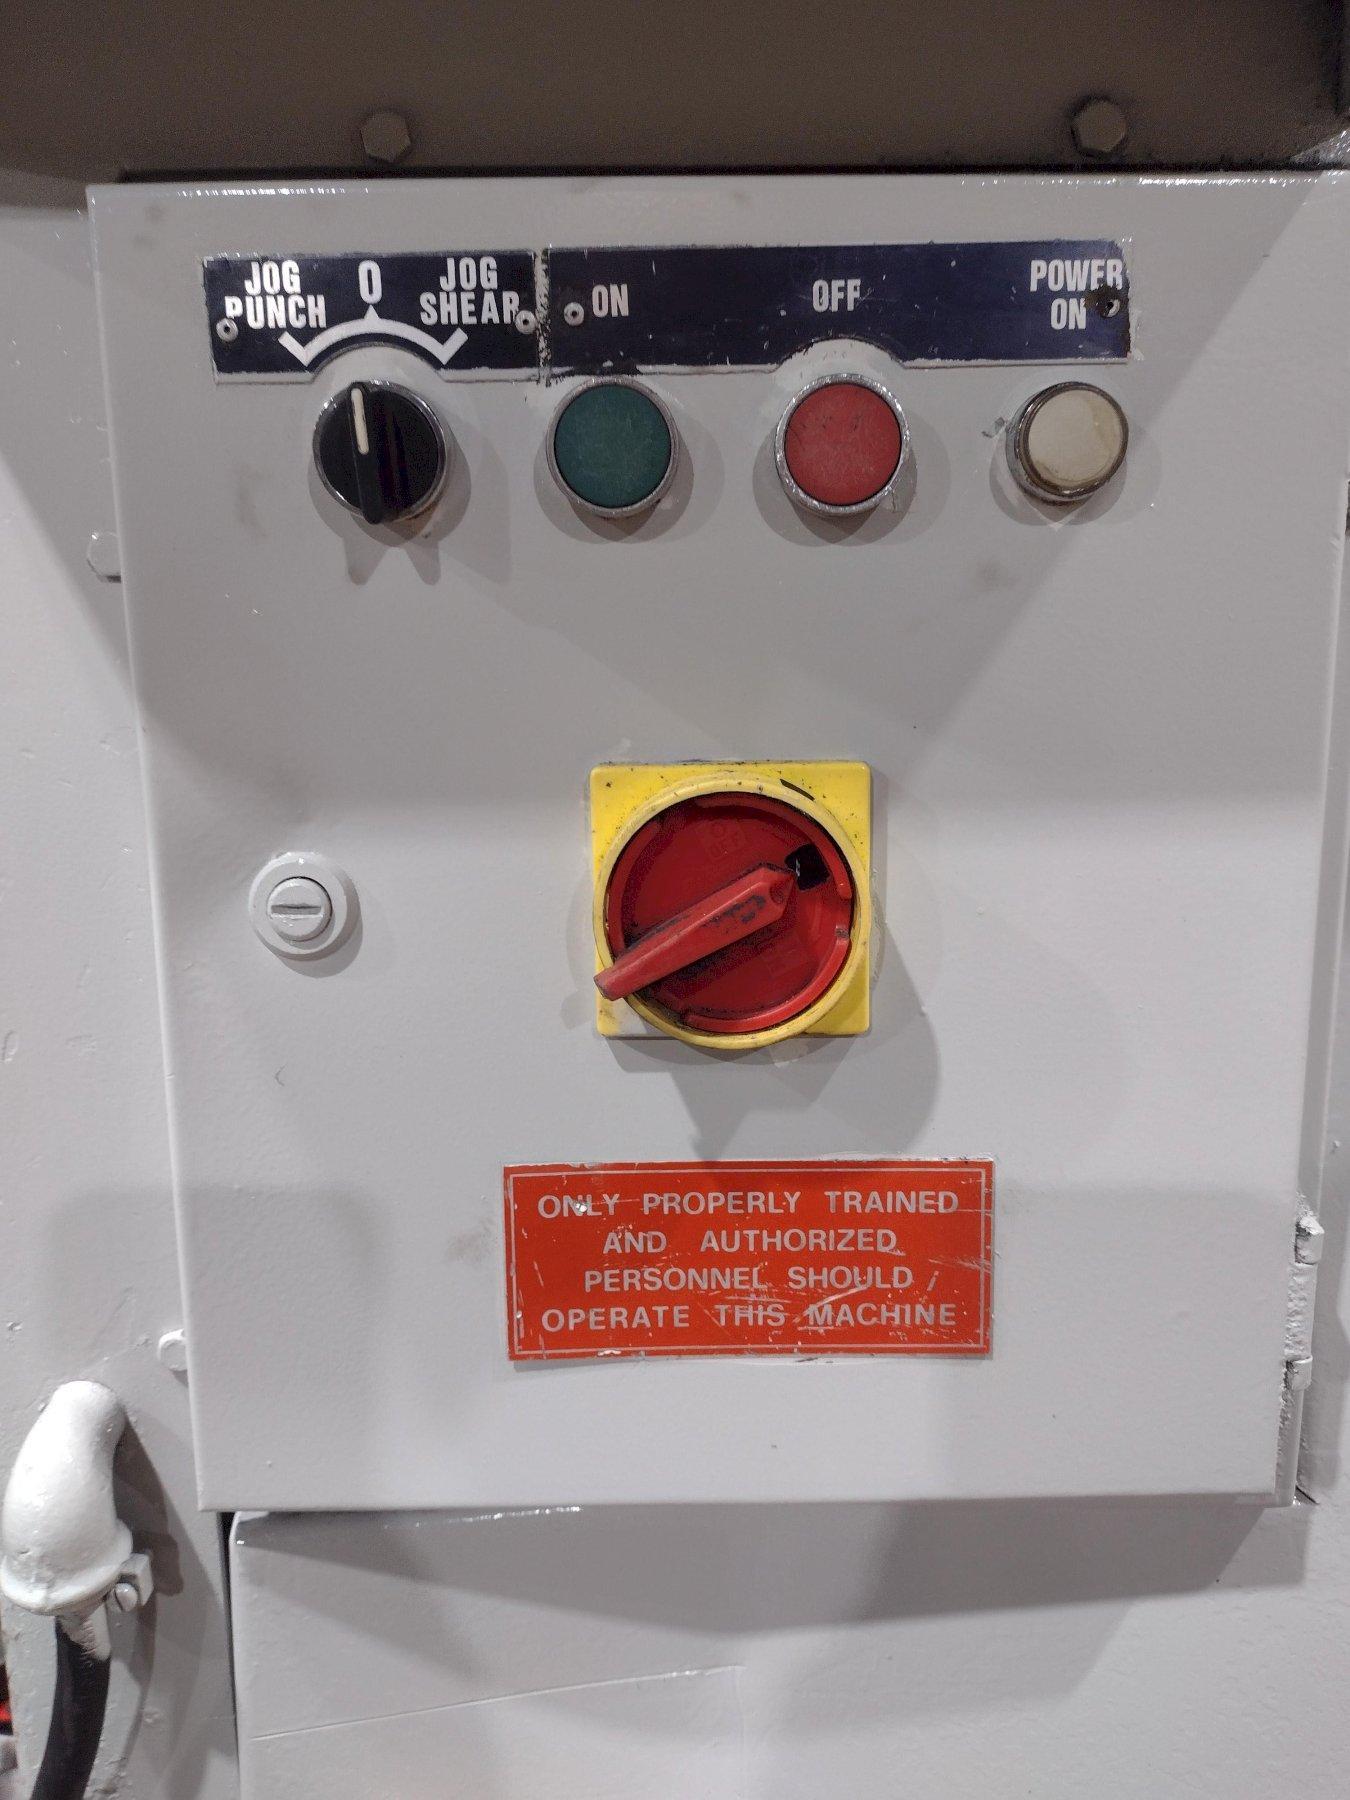 JOG PUNCH
0
JOG SHEAR
ON
OFF
POWER ON
O
OFF
ONLY PROPERLY TRAINED
AND AUTHORIZED
PERSONNEL SHOULD
OPERATE THIS MACHINE